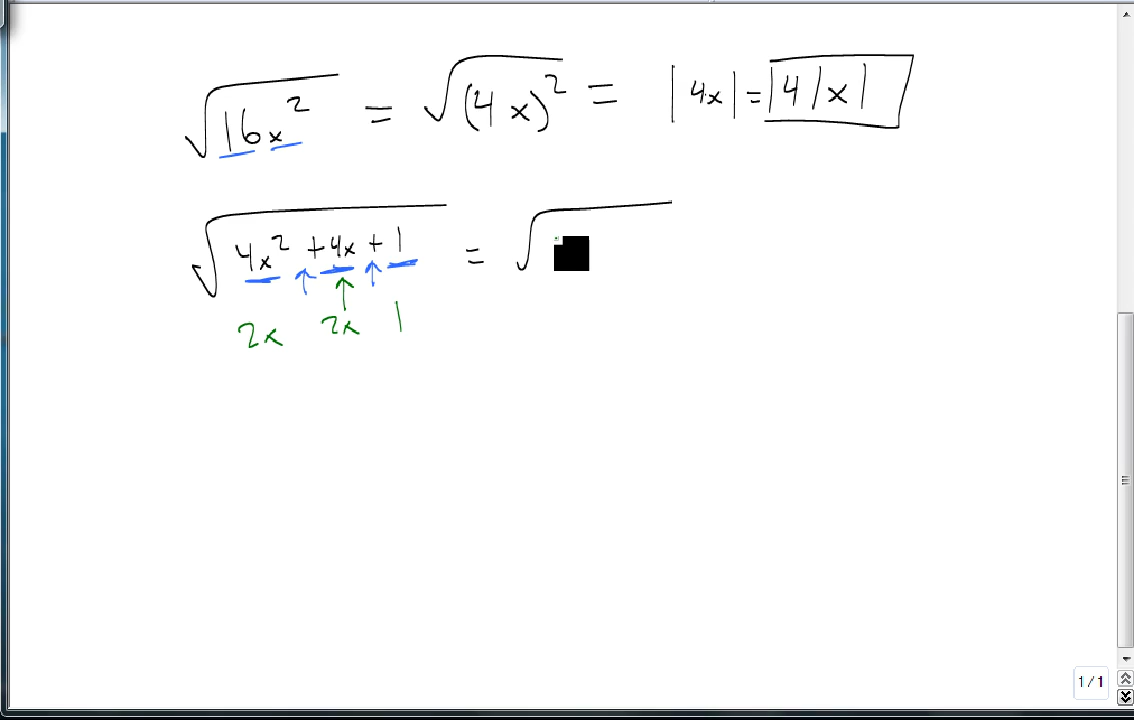 √16x² = √(4x)² = |4x| = |4|x|
√4x² + 4x + 1 = √
2x 2x 1
1/1